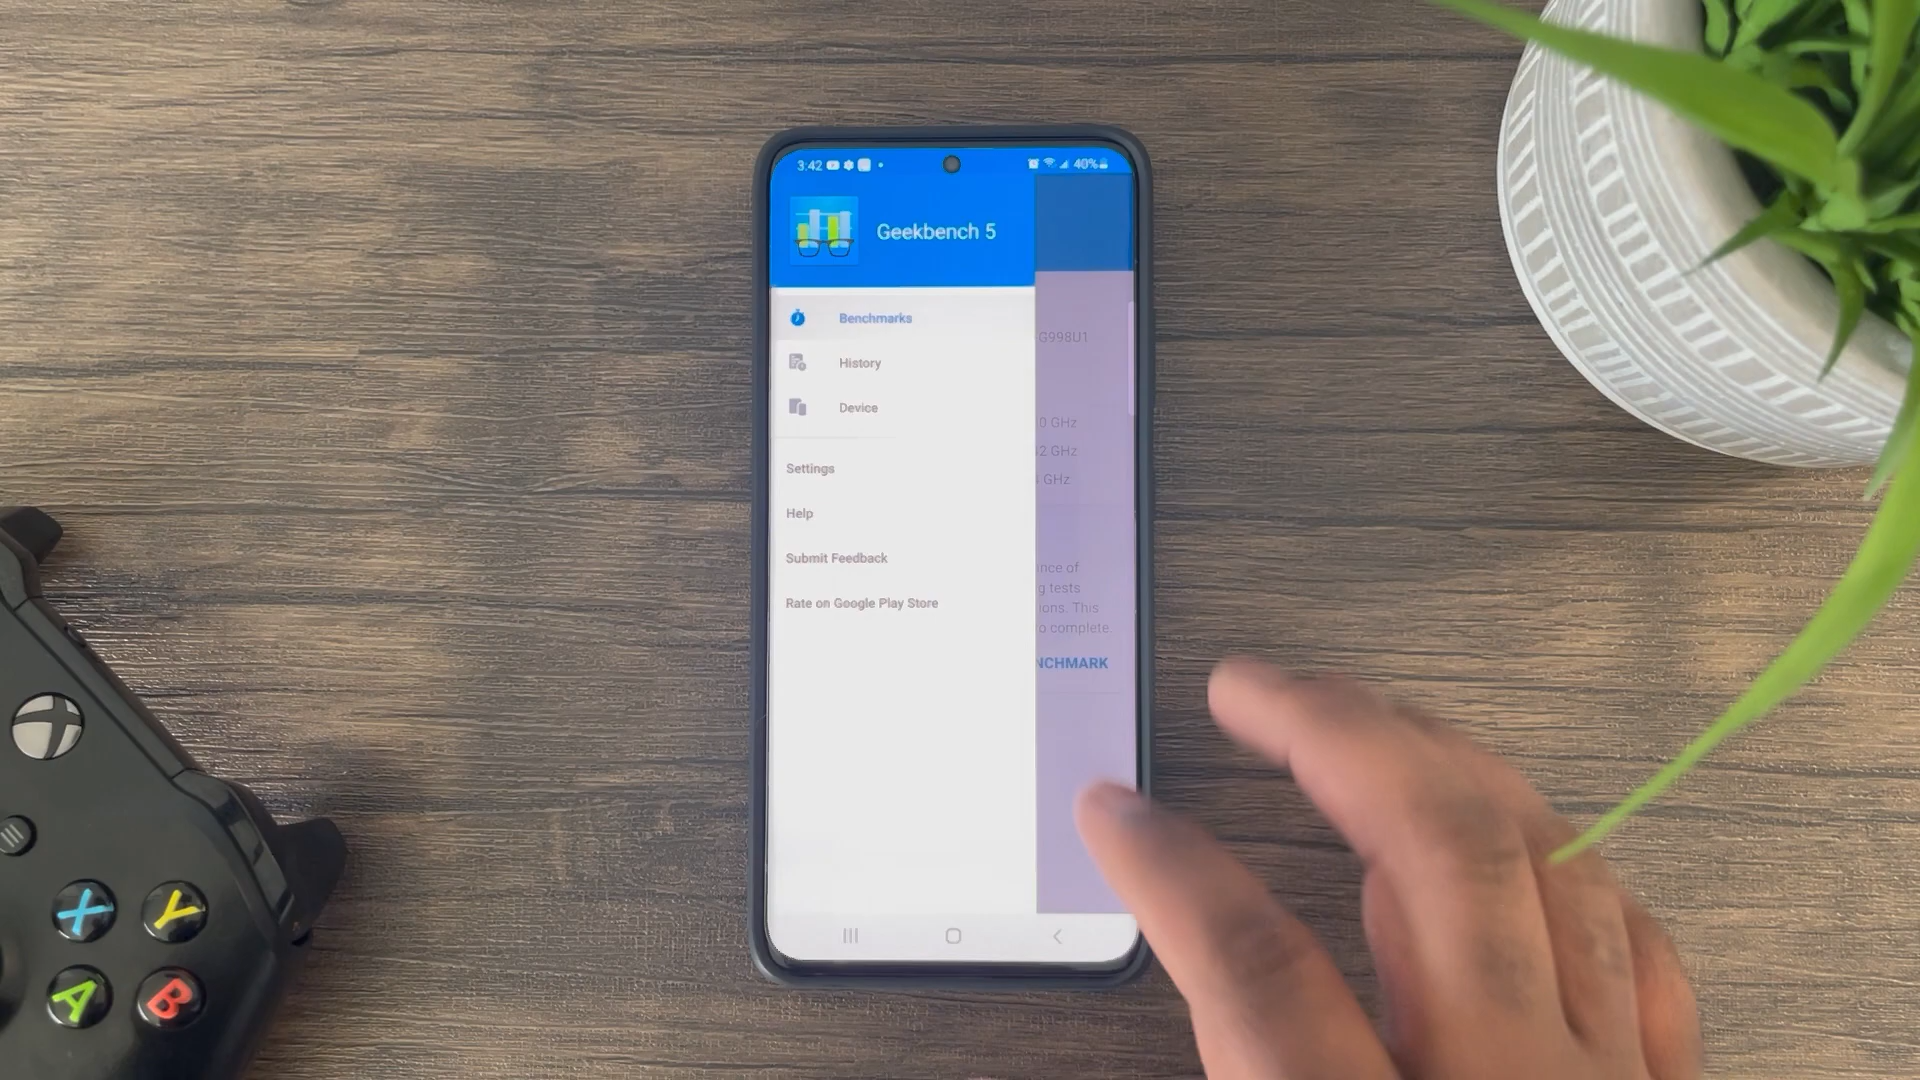 3:42
40%
Geekbench 5
Benchmarks
History
Device
Settings
Help
Submit Feedback
Rate on Google Play Store
G998U1
0 GHz
2 GHz
GHz
nce of
g tests
ions. This
o complete.
NCHMARK
X
Y
A
B